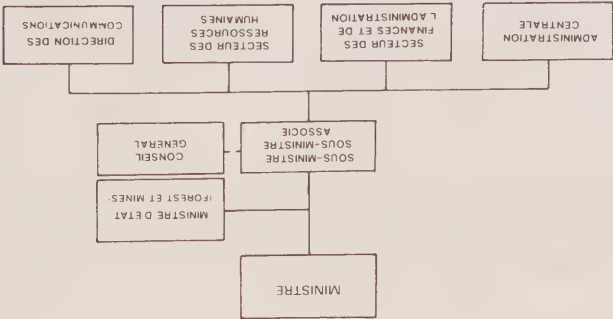 MINISTRE
MINISTRE D ETAT
(FOREST ET MINES-
SOUS-MINISTRE
SOUS-MINISTRE
ASSOCIE
CONSEIL
GENERAL
ADMINISTRATION
CENTRALE
SECTEUR DES
FINANCES ET DE
L ADMINISTRATION
SECTEUR DES
RESSOURCES
HUMAINES
DIRECTION DES
COMMUNICATIONS